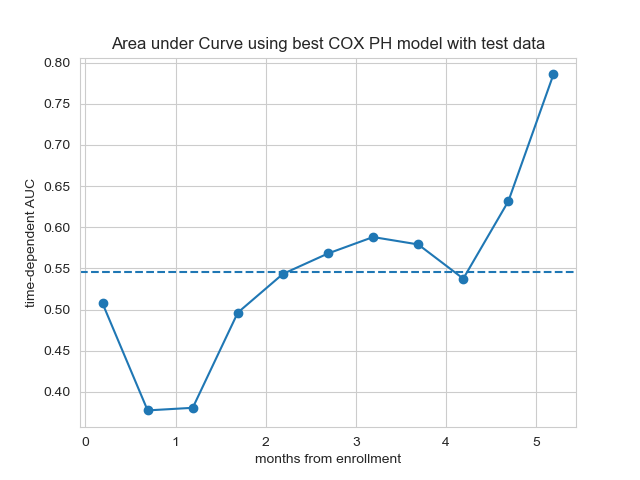 Area under Curve using best COX PH model with test data
time-dependent AUC
0.80
0.75
0.70
0.65
0.60
0.55
0.50
0.45
0.40
0 1 2 3 4 5
months from enrollment